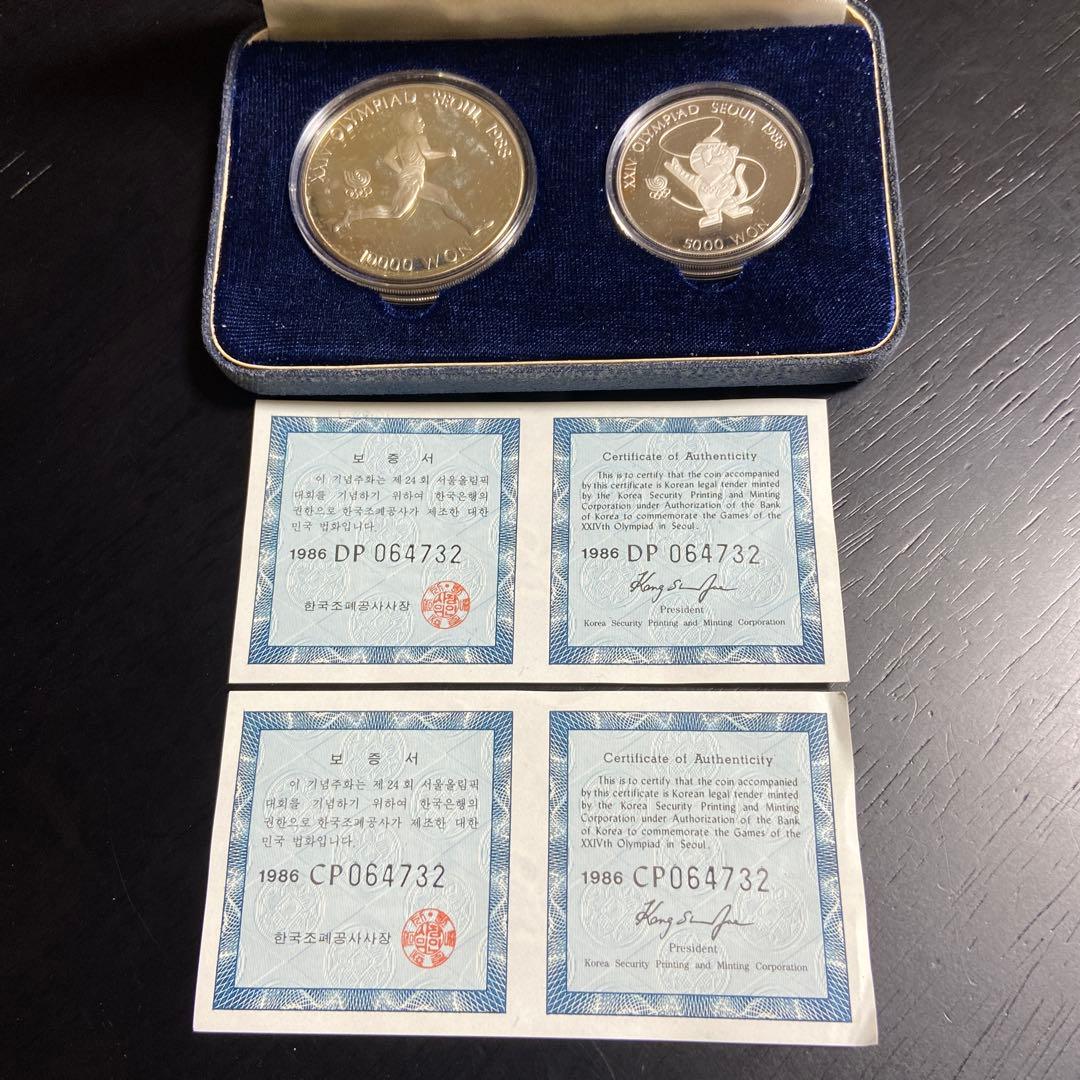 XXIV OLYMPIAD SEOUL 1988
10000 WON
XXIV OLYMPIAD SEOUL 1988
5000 WON
보 증 서
이 기념주화는 제 24 회 서울올림픽
대회를 기념하기 위하여 한국은행의
권한으로 한국조폐공사가 제조한 대한
민국 법화입니다.
1986 DP 064732
한국조폐공사사장
Certificate of Authenticity
This is to certify that the coin accompanied
by this certificate is Korean legal tender minted
by the Korea Security Printing and Minting
Corporation under Authorization of the Bank
of Korea to commemorate the Games of the
XXIVth Olympiad in Seoul.
1986 DP 064732
President
Korea Security Printing and Minting Corporation
보 증 서
이 기념주화는 제 24 회 서울올림픽
대회를 기념하기 위하여 한국은행의
권한으로 한국조폐공사가 제조한 대한
민국 법화입니다.
1986 CP064732
한국조폐공사사장
Certificate of Authenticity
This is to certify that the coin accompanied
by this certificate is Korean legal tender minted
by the Korea Security Printing and Minting
Corporation under Authorization of the Bank
of Korea to commemorate the Games of the
XXIVth Olympiad in Seoul.
1986 CP064732
President
Korea Security Printing and Minting Corporation